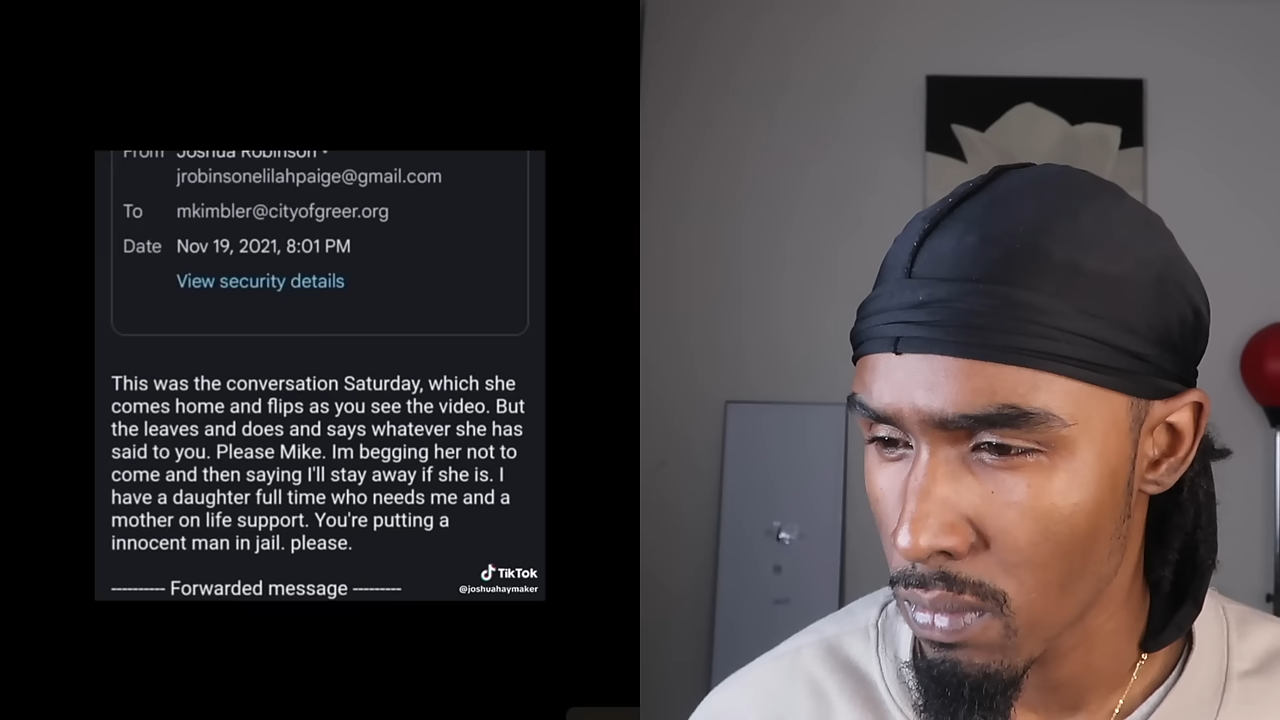 From Joshua Robinson
jrobinsonelilahpaige@gmail.com
To mkimbler@cityofgreer.org
Date Nov 19, 2021, 8:01 PM
View security details
This was the conversation Saturday, which she
comes home and flips as you see the video. But
the leaves and does and says whatever she has
said to you. Please Mike. Im begging her not to
come and then saying I'll stay away if she is. I
have a daughter full time who needs me and a
mother on life support. You're putting a
innocent man in jail. please.
---------- Forwarded message ---------
TikTok
@joshuahaymaker